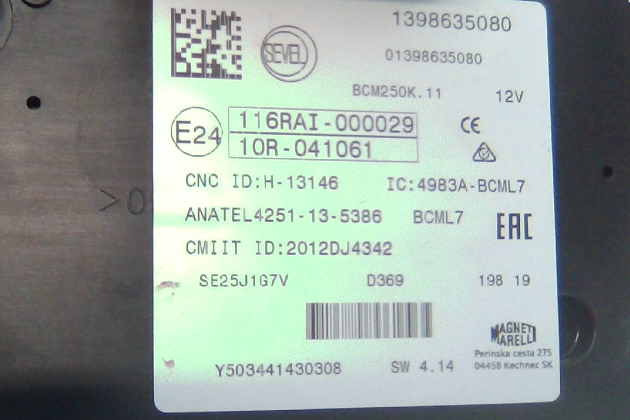 1398635080
SEVEL
01398635080
BCM250K.11 12V
E24
116RAI-000029
10R-041061
CE
CNC ID:H-13146 IC:4983A-BCML7
ANATEL4251-13-5386 BCML7
EAC
CMIIT ID:2012DJ4342
SE25J1G7V D369 198 19
MAGNETI
MARELLI
Perinska cesta 275
04458 Kechnec SK
Y503441430308 SW 4.14